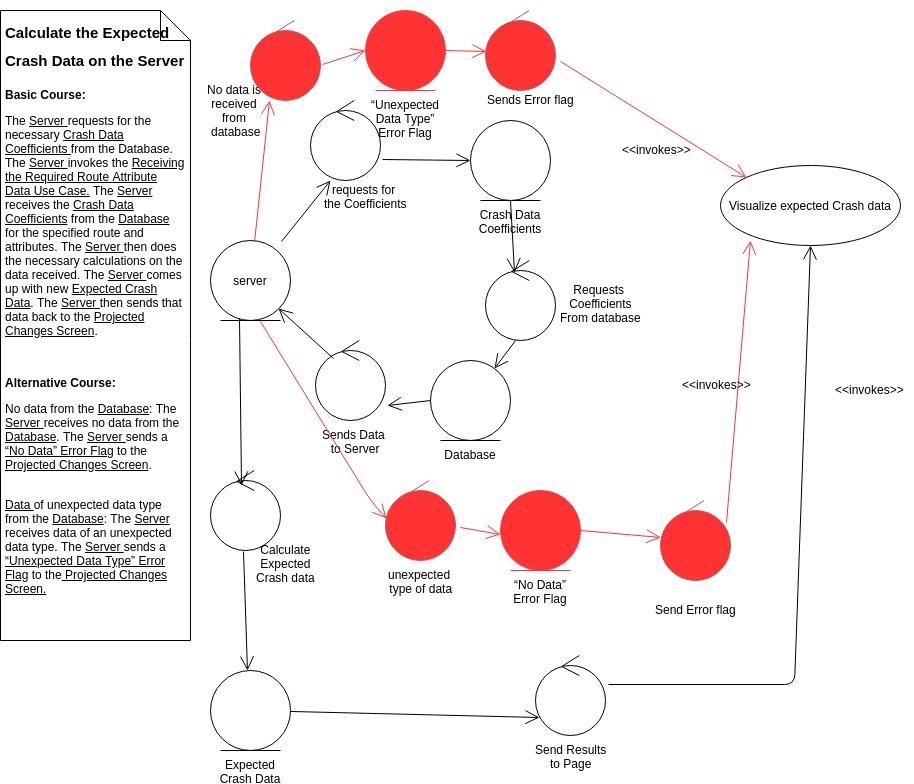 Calculate the Expected
Crash Data on the Server
Basic Course:
The Server requests for the
necessary Crash Data
Coefficients from the Database.
The Server invokes the Receiving
the Required Route Attribute
Data Use Case. The Server
receives the Crash Data
Coefficients from the Database
for the specified route and
attributes. The Server then does
the necessary calculations on the
data received. The Server comes
up with new Expected Crash
Data. The Server then sends that
data back to the Projected
Changes Screen.
Alternative Course:
No data from the Database: The
Server receives no data from the
Database. The Server sends a
“No Data” Error Flag to the
Projected Changes Screen.
Data of unexpected data type
from the Database: The Server
receives data of an unexpected
data type. The Server sends a
“Unexpected Data Type” Error
Flag to the Projected Changes
Screen.
No data is
received
from
database
“Unexpected
Data Type”
Error Flag
Sends Error flag
<<invokes>>
requests for
the Coefficients
Crash Data
Coefficients
Visualize expected Crash data
server
Requests
Coefficients
From database
Sends Data
to Server
Database
<<invokes>>
<<invokes>>
Calculate
Expected
Crash data
unexpected
type of data
“No Data”
Error Flag
Send Error flag
Expected
Crash Data
Send Results
to Page